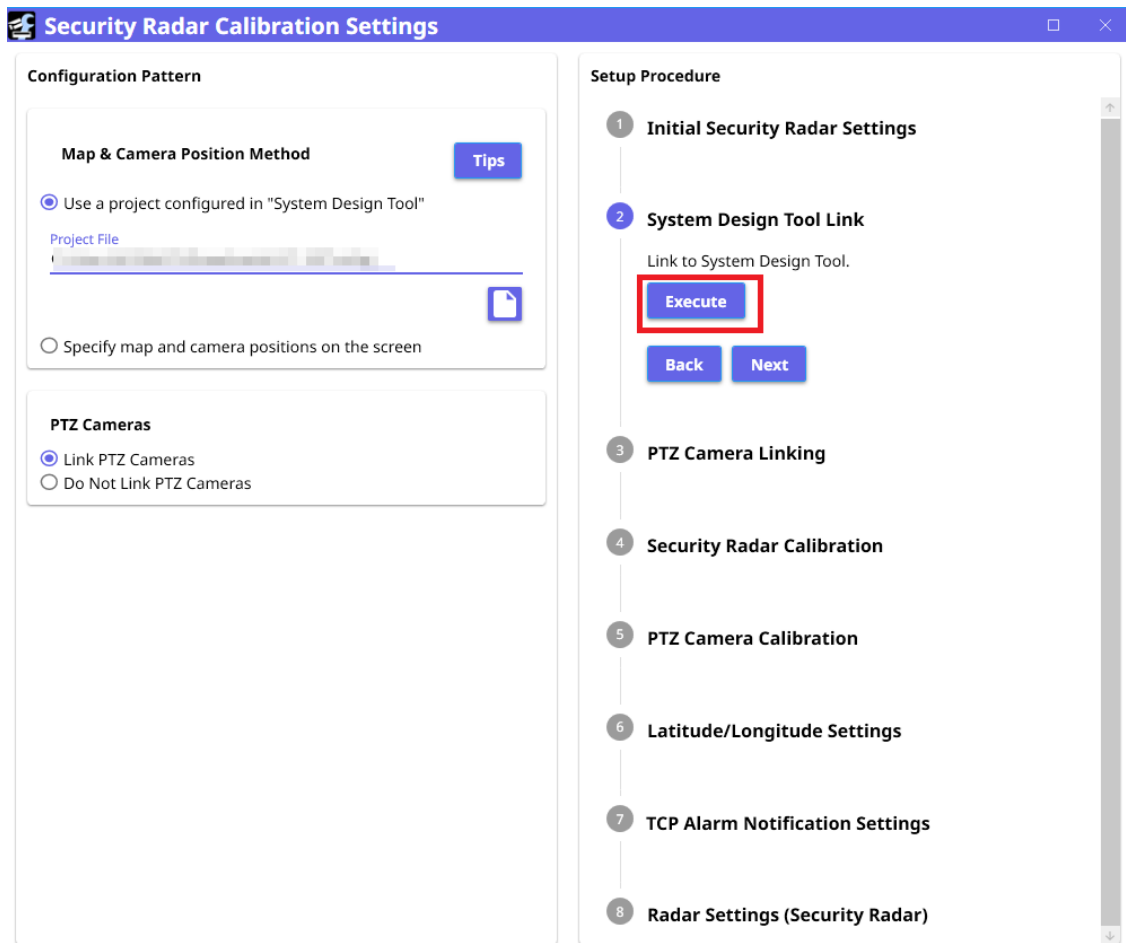 Security Radar Calibration Settings
Configuration Pattern
Map & Camera Position Method
Tips
Use a project configured in "System Design Tool"
Project File
Specify map and camera positions on the screen
PTZ Cameras
Link PTZ Cameras
Do Not Link PTZ Cameras
Setup Procedure
1 Initial Security Radar Settings
2 System Design Tool Link
Link to System Design Tool.
Execute
Back Next
3 PTZ Camera Linking
4 Security Radar Calibration
5 PTZ Camera Calibration
6 Latitude/Longitude Settings
7 TCP Alarm Notification Settings
8 Radar Settings (Security Radar)